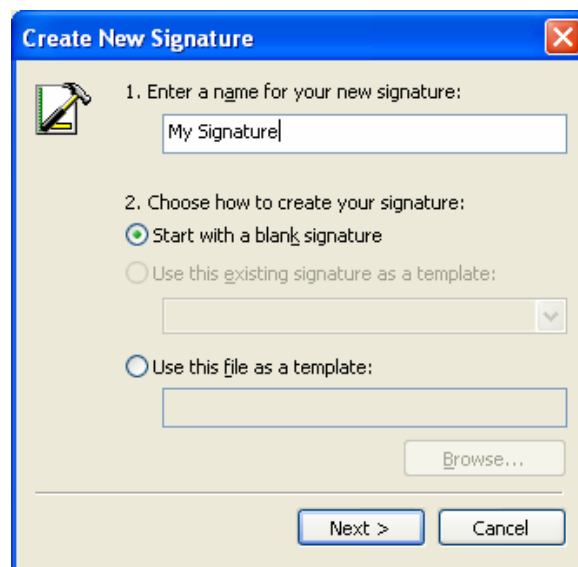 Create New Signature
1. Enter a name for your new signature:
My Signature
2. Choose how to create your signature:
Start with a blank signature
Use this existing signature as a template:
Use this file as a template:
Browse...
Next > Cancel